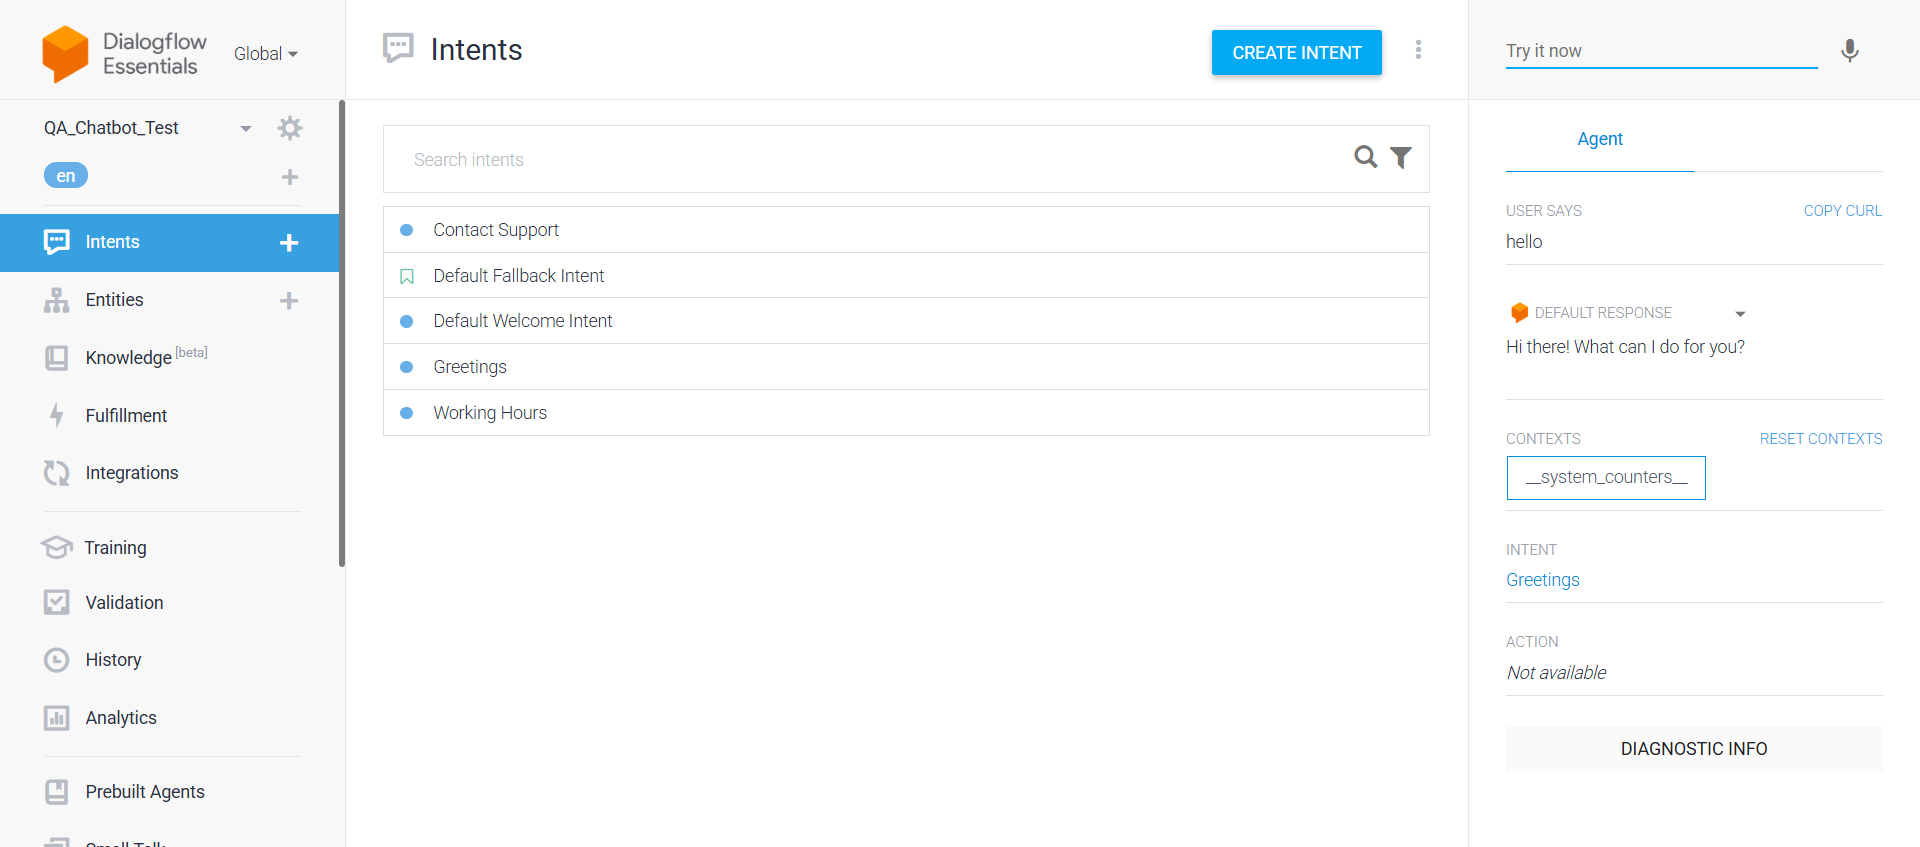 Dialogflow
Essentials
Global
QA_Chatbot_Test
en
Intents
Entities
Knowledge [beta]
Fulfillment
Integrations
Training
Validation
History
Analytics
Prebuilt Agents
Small Talk
Intents
CREATE INTENT
Search intents
Contact Support
Default Fallback Intent
Default Welcome Intent
Greetings
Working Hours
Try it now
Agent
USER SAYS COPY CURL
hello
DEFAULT RESPONSE
Hi there! What can I do for you?
CONTEXTS RESET CONTEXTS
__system_counters__
INTENT
Greetings
ACTION
Not available
DIAGNOSTIC INFO